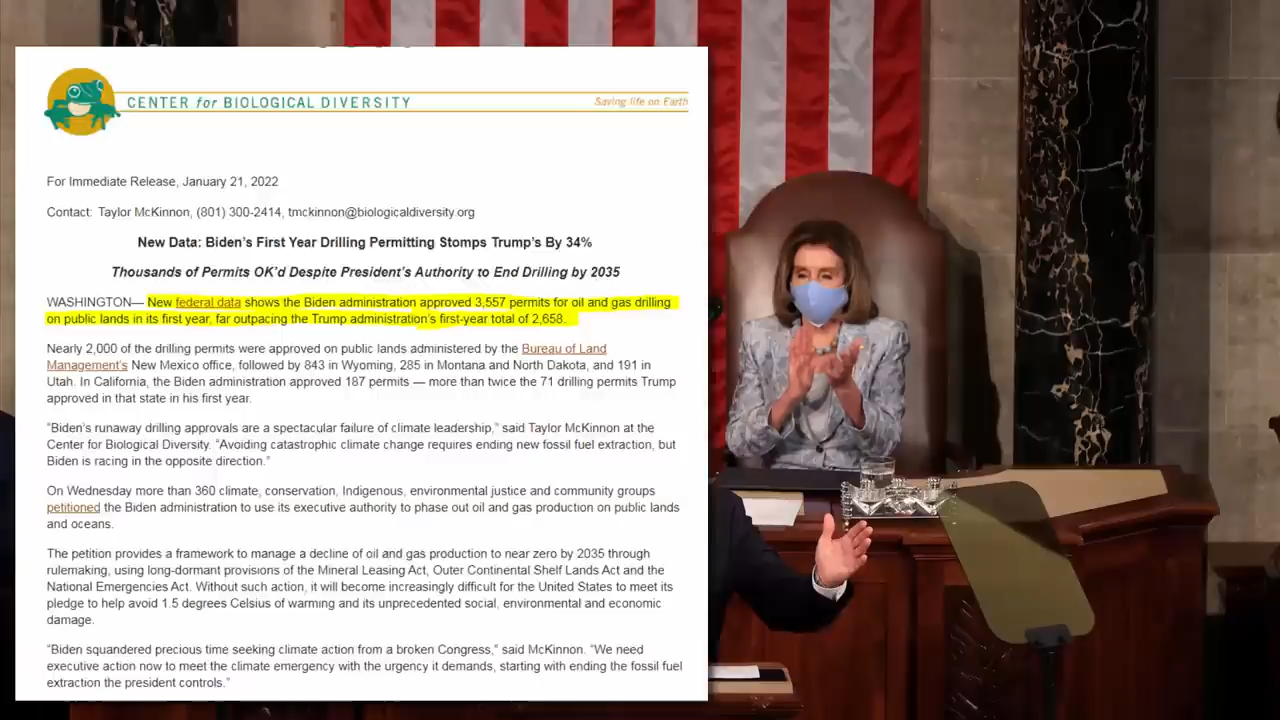 CENTER for BIOLOGICAL DIVERSITY
Saving life on Earth
For Immediate Release, January 21, 2022
Contact: Taylor McKinnon, (801) 300-2414, tmckinnon@biologicaldiversity.org
New Data: Biden's First Year Drilling Permitting Stomps Trump's By 34%
Thousands of Permits OK'd Despite President's Authority to End Drilling by 2035
WASHINGTON— New federal data shows the Biden administration approved 3,557 permits for oil and gas drilling
on public lands in its first year, far outpacing the Trump administration's first-year total of 2,658.
Nearly 2,000 of the drilling permits were approved on public lands administered by the Bureau of Land
Management's New Mexico office, followed by 843 in Wyoming, 285 in Montana and North Dakota, and 191 in
Utah. In California, the Biden administration approved 187 permits — more than twice the 71 drilling permits Trump
approved in that state in his first year.
"Biden's runaway drilling approvals are a spectacular failure of climate leadership," said Taylor McKinnon at the
Center for Biological Diversity. "Avoiding catastrophic climate change requires ending new fossil fuel extraction, but
Biden is racing in the opposite direction."
On Wednesday more than 360 climate, conservation, Indigenous, environmental justice and community groups
petitioned the Biden administration to use its executive authority to phase out oil and gas production on public lands
and oceans.
The petition provides a framework to manage a decline of oil and gas production to near zero by 2035 through
rulemaking, using long-dormant provisions of the Mineral Leasing Act, Outer Continental Shelf Lands Act and the
National Emergencies Act. Without such action, it will become increasingly difficult for the United States to meet its
pledge to help avoid 1.5 degrees Celsius of warming and its unprecedented social, environmental and economic
damage.
"Biden squandered precious time seeking climate action from a broken Congress," said McKinnon. "We need
executive action now to meet the climate emergency with the urgency it demands, starting with ending the fossil fuel
extraction the president controls."